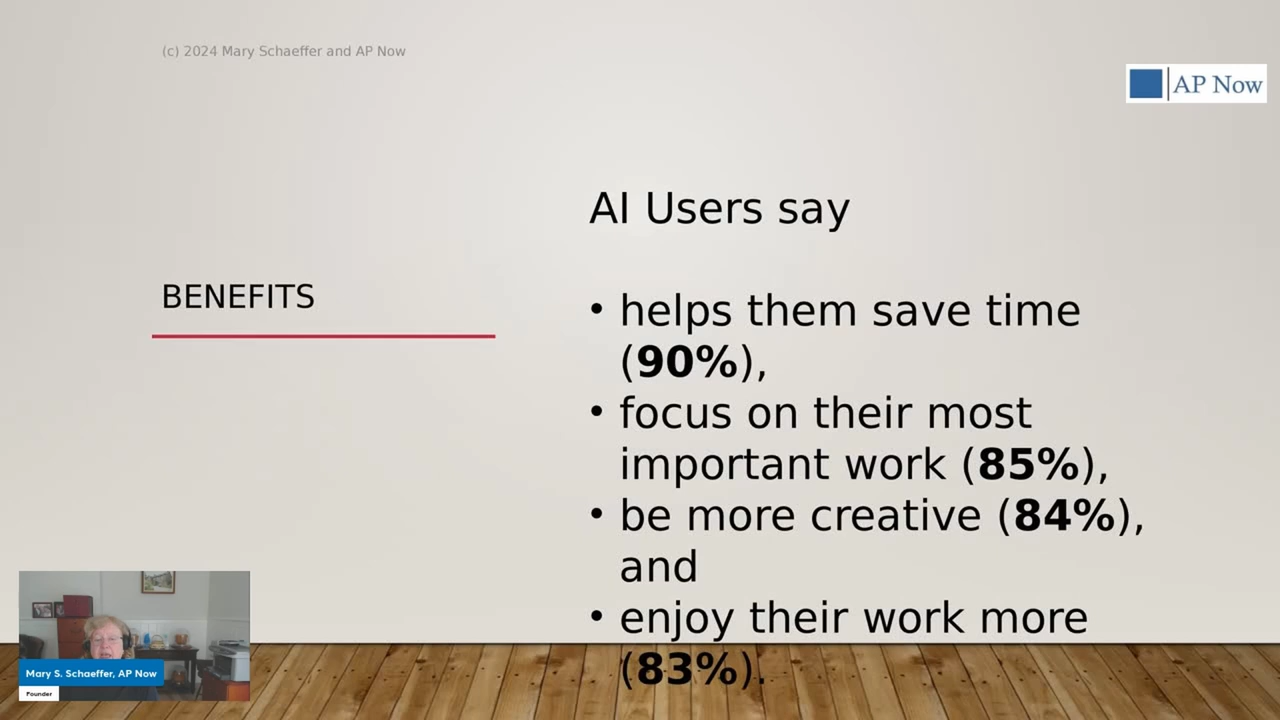 (c) 2024 Mary Schaeffer and AP Now
AP Now
AI Users say
BENEFITS
• helps them save time
(90%),
• focus on their most
important work (85%),
• be more creative (84%),
and
• enjoy their work more
(83%).
Mary S. Schaeffer, AP Now
Founder